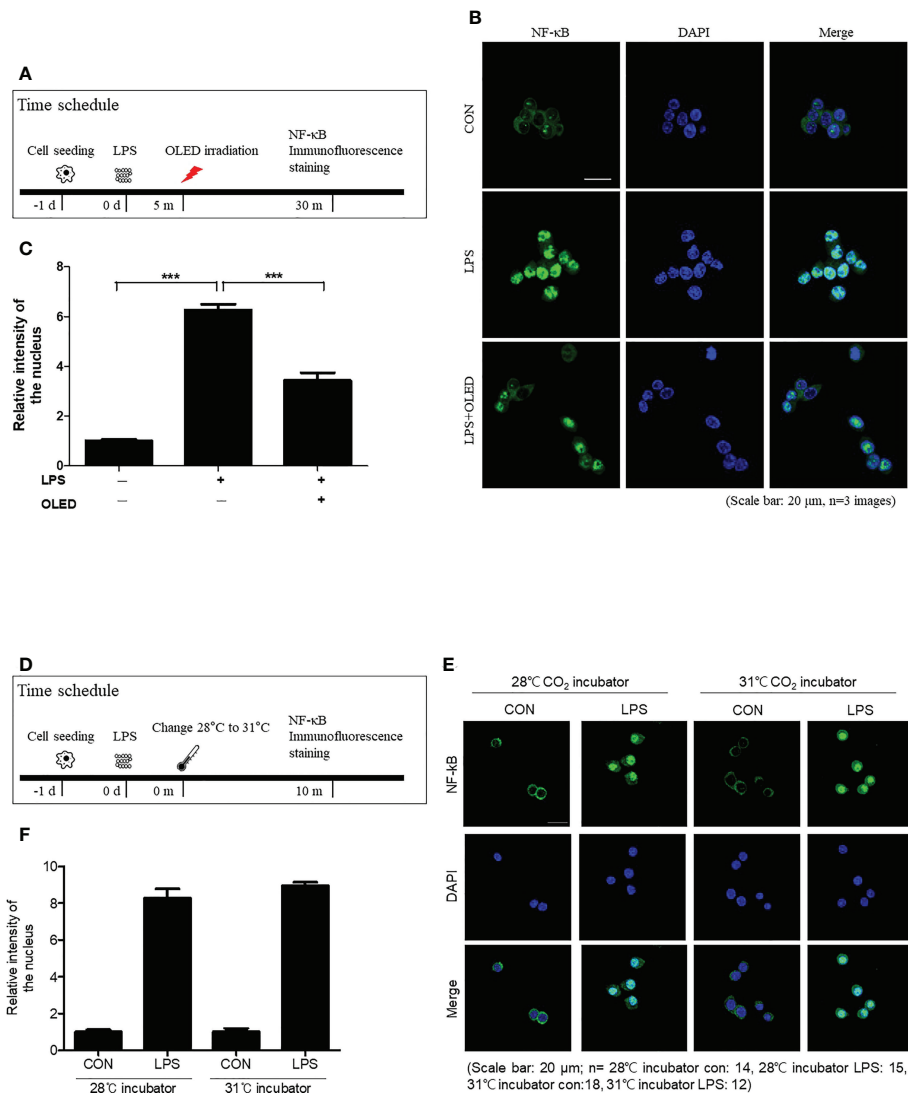 A
Time schedule
Cell seeding
LPS
OLED irradiation
NF-κB
Immunofluorescence
staining
-1 d
0 d
5 m
30 m
B
NF-κB
DAPI
Merge
CON
LPS
LPS+OLED
(Scale bar: 20 μm, n=3 images)
C
Relative intensity of
the nucleus
8
6
4
2
0
***
***
LPS — + +
OLED — — +
D
Time schedule
Cell seeding
LPS
Change 28°C to 31°C
NF-κB
Immunofluorescence
staining
-1 d
0 d
0 m
10 m
E
28℃ CO₂ incubator
31℃ CO₂ incubator
CON
LPS
CON
LPS
NF-kB
DAPI
Merge
(Scale bar: 20 μm; n= 28℃ incubator con: 14, 28℃ incubator LPS: 15,
31℃ incubator con:18, 31℃ incubator LPS: 12)
F
Relative intensity of
the nucleus
10
8
6
4
2
0
CON
LPS
CON
LPS
28℃ incubator
31℃ incubator